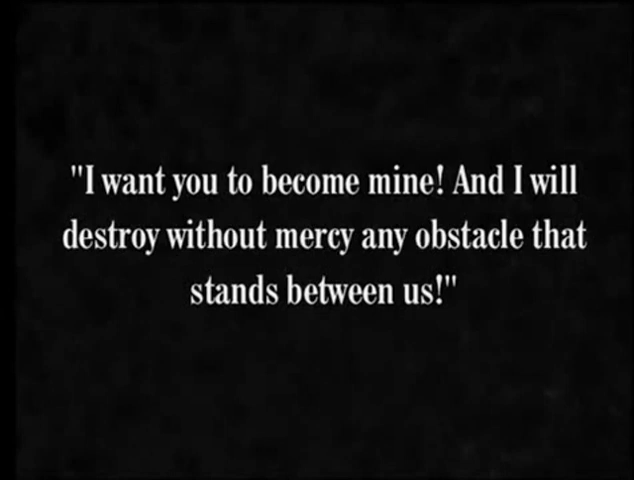 "I want you to become mine! And I will
destroy without mercy any obstacle that
stands between us!"